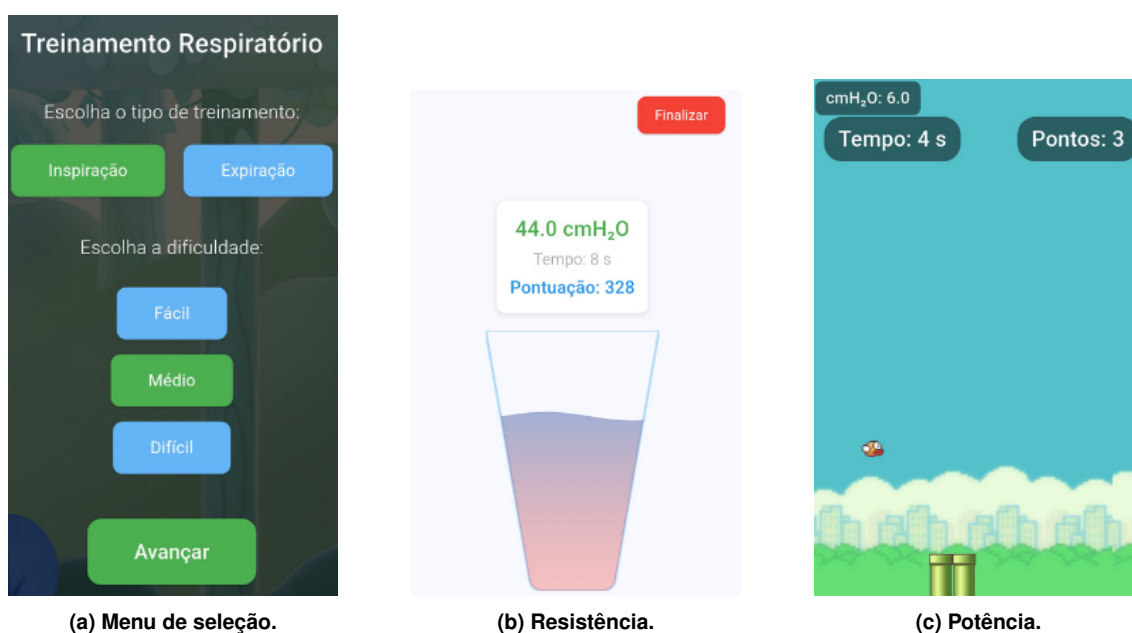 Treinamento Respiratório
Escolha o tipo de treinamento:
Inspiração
Expiração
Escolha a dificuldade:
Fácil
Médio
Difícil
Avançar
(a) Menu de seleção.
Finalizar
44.0 cmH₂O
Tempo: 8 s
Pontuação: 328
(b) Resistência.
cmH₂O: 6.0
Tempo: 4 s
Pontos: 3
(c) Potência.